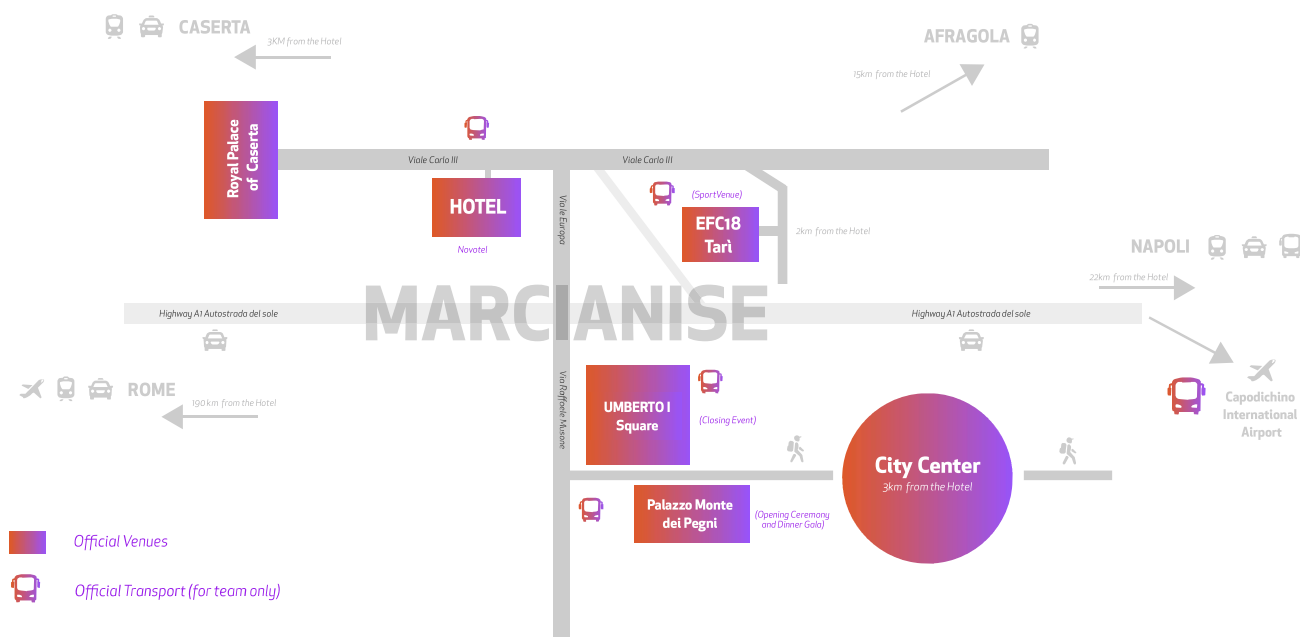 CASERTA
3KM from the Hotel
AFRAGOLA
15km from the Hotel
Royal Palace
of Caserta
Viale Carlo III
Viale Carlo III
HOTEL
Novotel
Viale Europa
(SportVenue)
EFC18
Tarì
2km from the Hotel
NAPOLI
22km from the Hotel
MARCIANISE
Highway A1 Autostrada del sole
Highway A1 Autostrada del sole
ROME
190km from the Hotel
Capodichino
International
Airport
Via Raffaele Musone
UMBERTO I
Square
(Closing Event)
City Center
3km from the Hotel
Palazzo Monte
dei Pegni
(Opening Ceremony
and Dinner Gala)
Official Venues
Official Transport (for team only)